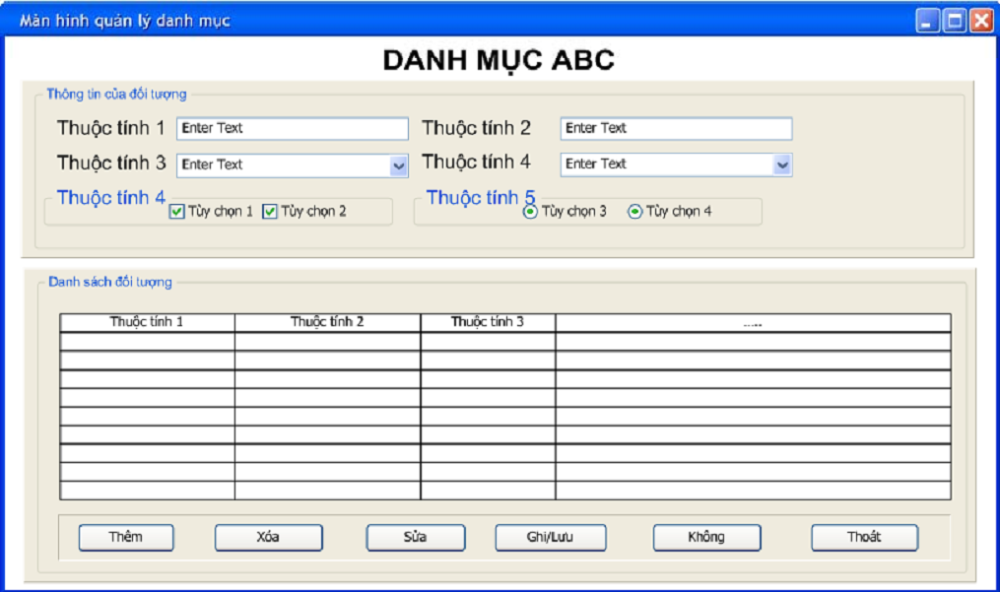 Màn hình quản lý danh mục
DANH MỤC ABC
Thông tin của đối tượng
Thuộc tính 1 Enter Text Thuộc tính 2 Enter Text
Thuộc tính 3 Enter Text Thuộc tính 4 Enter Text
Thuộc tính 4 Tùy chọn 1 Tùy chọn 2 Thuộc tính 5 Tùy chọn 3 Tùy chọn 4
Danh sách đối tượng
Thuộc tính 1 Thuộc tính 2 Thuộc tính 3 .....
Thêm Xóa Sửa Ghi/Lưu Không Thoát